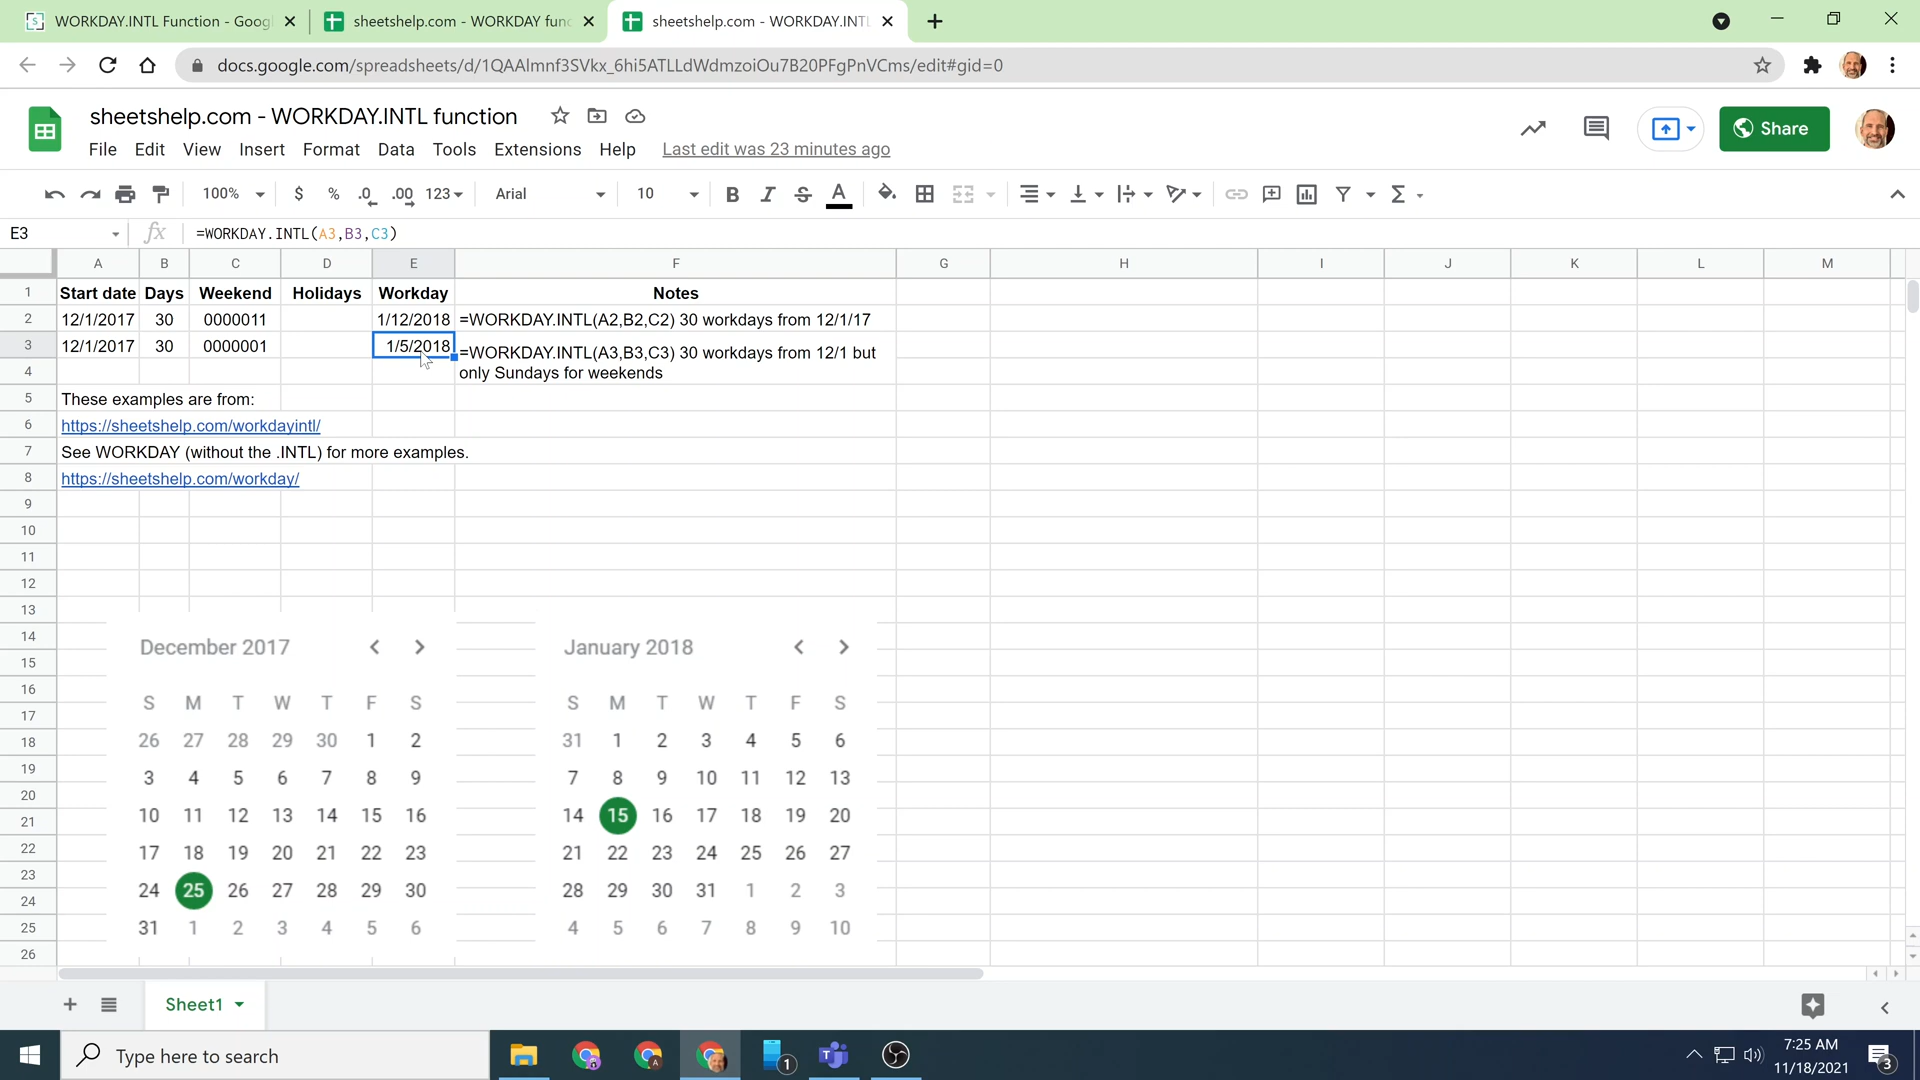 WORKDAY.INTL Function - Goog
sheetshelp.com - WORKDAY func
sheetshelp.com - WORKDAY.INTL
docs.google.com/spreadsheets/d/1QAAlmnf3SVkx_6hi5ATLLdWdmzoiOu7B20PFgPnVCms/edit#gid=0
sheetshelp.com - WORKDAY.INTL function
File Edit View Insert Format Data Tools Extensions Help Last edit was 23 minutes ago
Share
100% $ % .0 .00 123 Arial 10 B I S A
E3 fx =WORKDAY.INTL(A3,B3,C3)
A B C D E F G H I J K L M
1 Start date Days Weekend Holidays Workday Notes
2 12/1/2017 30 0000011 1/12/2018 =WORKDAY.INTL(A2,B2,C2) 30 workdays from 12/1/17
3 12/1/2017 30 0000001 1/5/2018 =WORKDAY.INTL(A3,B3,C3) 30 workdays from 12/1 but
4 only Sundays for weekends
5 These examples are from:
6 https://sheetshelp.com/workdayintl/
7 See WORKDAY (without the .INTL) for more examples.
8 https://sheetshelp.com/workday/
9
10
11
12
13
14
15
16
17
18
19
20
21
22
23
24
25
26
December 2017
S M T W T F S
26 27 28 29 30 1 2
3 4 5 6 7 8 9
10 11 12 13 14 15 16
17 18 19 20 21 22 23
24 25 26 27 28 29 30
31 1 2 3 4 5 6
January 2018
S M T W T F S
31 1 2 3 4 5 6
7 8 9 10 11 12 13
14 15 16 17 18 19 20
21 22 23 24 25 26 27
28 29 30 31 1 2 3
4 5 6 7 8 9 10
Sheet1
Type here to search
1
7:25 AM
11/18/2021
3